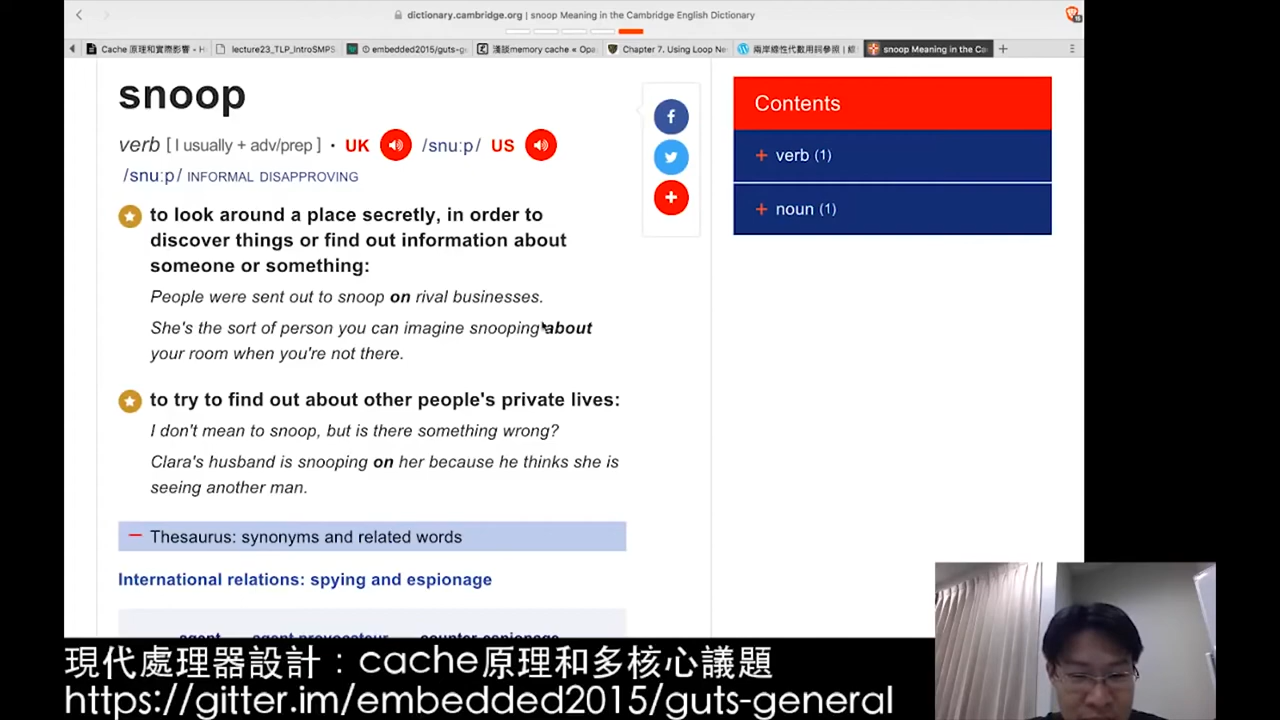 dictionary.cambridge.org | snoop Meaning in the Cambridge English Dictionary
Cache 原理和實際影響 - H
lecture23_TLP_IntroSMPS
embedded2015/guts-g
淺談memory cache « Ope
Chapter 7. Using Loop Ne
兩岸線性代數用詞參照 | 線
snoop Meaning in the Ca
snoop
verb [ I usually + adv/prep ] · UK /snuːp/ US
/snuːp/ INFORMAL DISAPPROVING
to look around a place secretly, in order to
discover things or find out information about
someone or something:
People were sent out to snoop on rival businesses.
She's the sort of person you can imagine snooping about
your room when you're not there.
to try to find out about other people's private lives:
I don't mean to snoop, but is there something wrong?
Clara's husband is snooping on her because he thinks she is
seeing another man.
Thesaurus: synonyms and related words
International relations: spying and espionage
agent agent provocateur counter-espionage
Contents
+ verb (1)
+ noun (1)
現代處理器設計：cache原理和多核心議題
https://gitter.im/embedded2015/guts-general